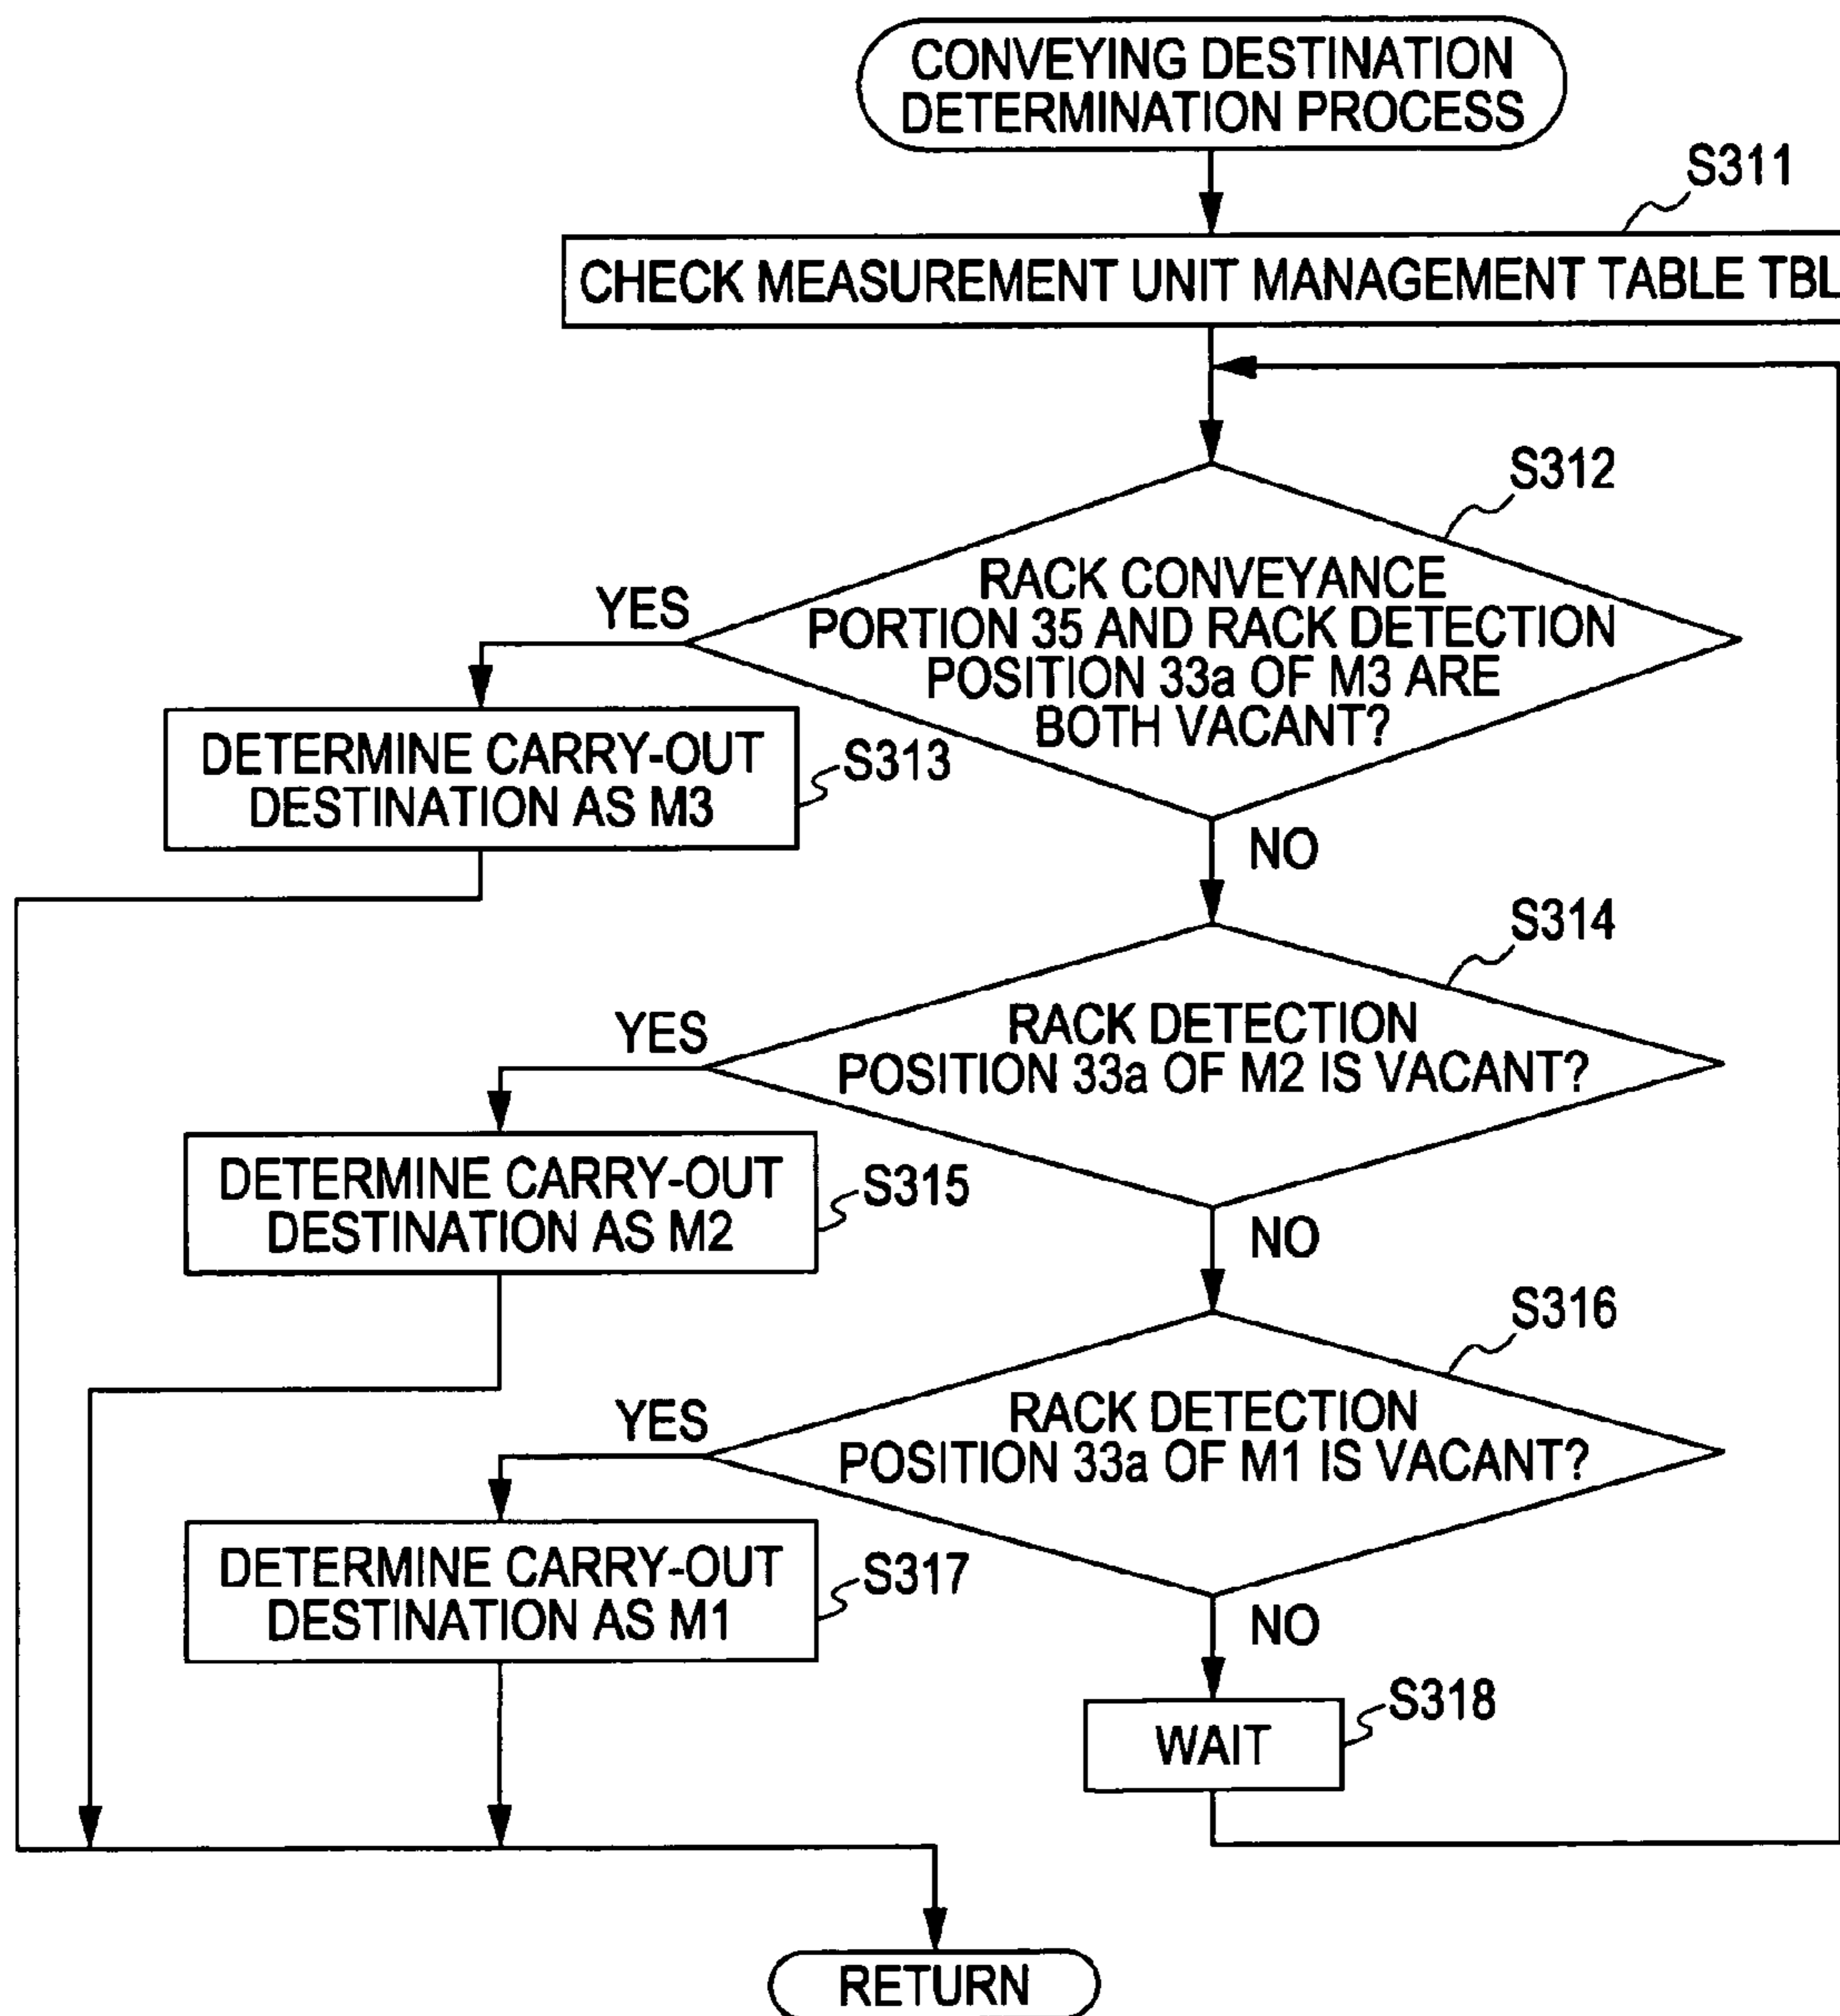 CONVEYING DESTINATION
DETERMINATION PROCESS
S311
CHECK MEASUREMENT UNIT MANAGEMENT TABLE TBL
S312
RACK CONVEYANCE
PORTION 35 AND RACK DETECTION
POSITION 33a OF M3 ARE
BOTH VACANT?
YES
DETERMINE CARRY-OUT
DESTINATION AS M3
S313
NO
S314
RACK DETECTION
POSITION 33a OF M2 IS VACANT?
YES
DETERMINE CARRY-OUT
DESTINATION AS M2
S315
NO
S316
RACK DETECTION
POSITION 33a OF M1 IS VACANT?
YES
DETERMINE CARRY-OUT
DESTINATION AS M1
S317
NO
WAIT
S318
RETURN